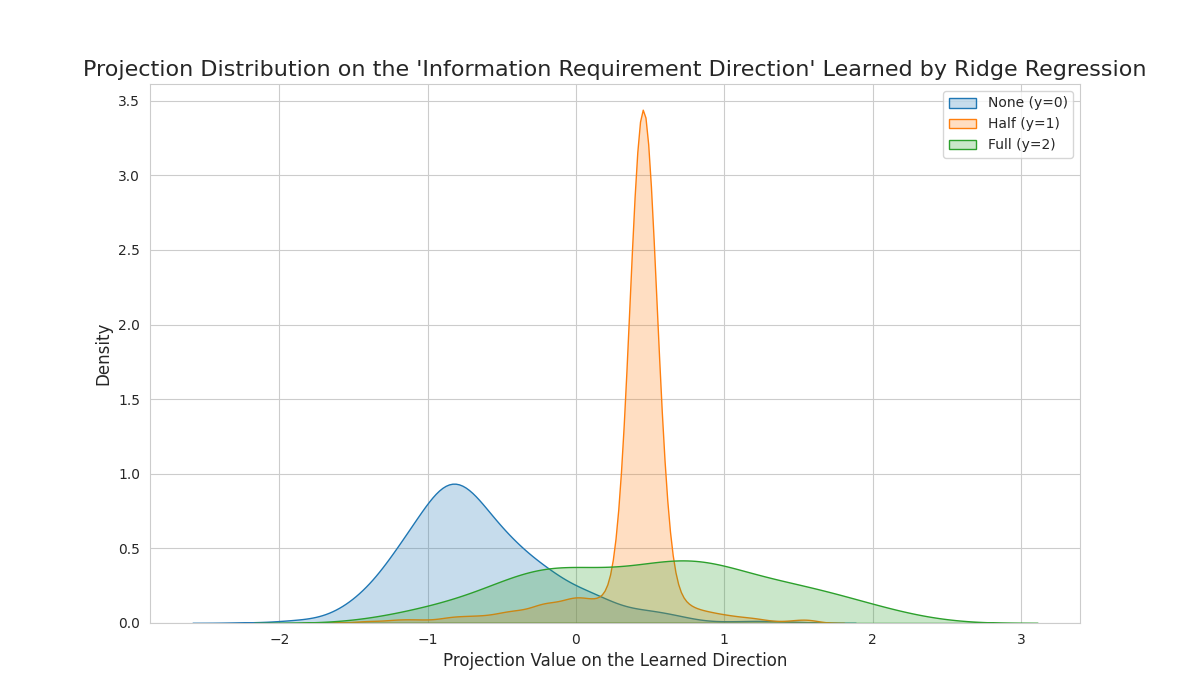 Projection Distribution on the 'Information Requirement Direction' Learned by Ridge Regression
None (y=0)
Half (y=1)
Full (y=2)
3.5
3.0
2.5
2.0
1.5
1.0
0.5
0.0
Density
−2
−1
0
1
2
3
Projection Value on the Learned Direction